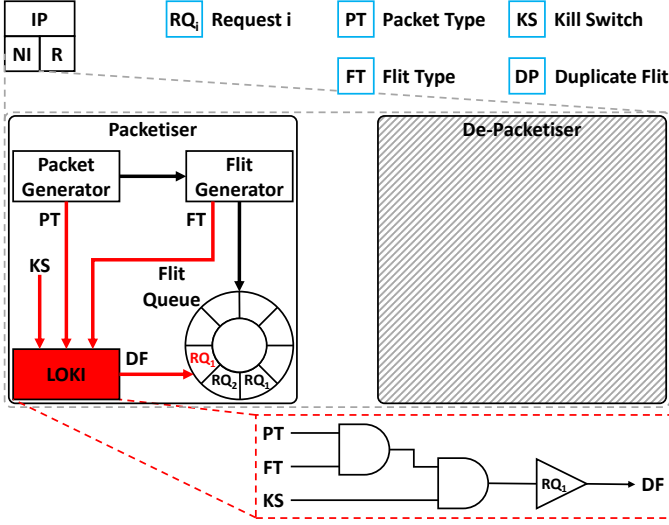 IP
NI R
RQi Request i
PT Packet Type
KS Kill Switch
FT Flit Type
DP Duplicate Flit
Packetiser
De-Packetiser
Packet
Generator
Flit
Generator
PT
FT
KS
Flit
Queue
RQ1
RQ2
RQ1
LOKI
DF
PT
FT
KS
RQ1
DF